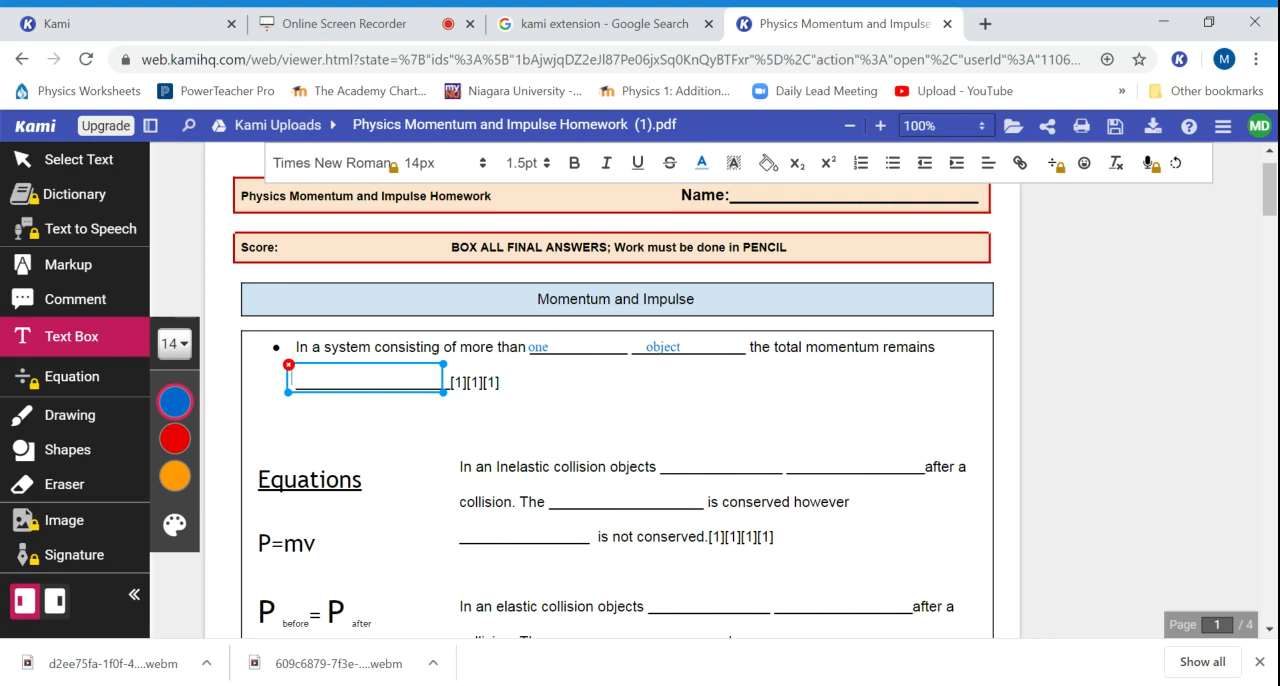 Kami
Online Screen Recorder
kami extension - Google Search
Physics Momentum and Impulse
web.kamihq.com/web/viewer.html?state=%7B"ids"%3A%5B"1bAjwjqDZ2eJl87Pe06jxSq0KnQyBTFxr"%5D%2C"action"%3A"open"%2C"userId"%3A"1106...
M
Physics Worksheets
PowerTeacher Pro
The Academy Chart...
Niagara University -...
Physics 1: Addition...
Daily Lead Meeting
Upload - YouTube
»
Other bookmarks
Kami
Upgrade
Kami Uploads
Physics Momentum and Impulse Homework (1).pdf
100%
MD
Select Text
Times New Roman
14px
1.5pt
B I U S A
Dictionary
Text to Speech
Markup
Comment
Text Box
14
Equation
Drawing
Shapes
Eraser
Image
Signature
Physics Momentum and Impulse Homework Name:____________________
Score: BOX ALL FINAL ANSWERS; Work must be done in PENCIL
Momentum and Impulse
• In a system consisting of more than one object the total momentum remains
____________________[1][1][1]
Equations
In an Inelastic collision objects ______________ ________________after a
collision. The __________________ is conserved however
_______________ is not conserved.[1][1][1][1]
P=mv
P before = P after
In an elastic collision objects ______________ ________________after a
Page 1 / 4
d2ee75fa-1f0f-4....webm
609c6879-7f3e-....webm
Show all